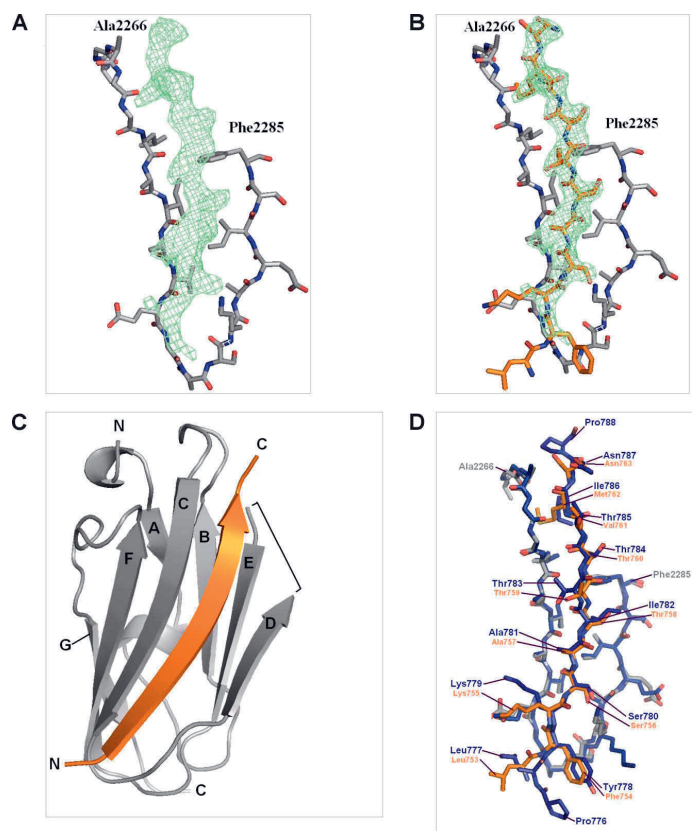 A
Ala2266
Phe2285
B
Ala2266
Phe2285
C
N
C
C
A
B
F
E
D
G
N
C
D
Pro788
Asn787
Asn763
Ala2266
Ile786
Met762
Thr785
Val761
Thr784
Thr760
Thr783
Thr759
Phe2285
Ile782
Thr758
Ala781
Ala757
Lys779
Lys755
Ser780
Ser756
Leu777
Leu753
Tyr778
Phe754
Pro776